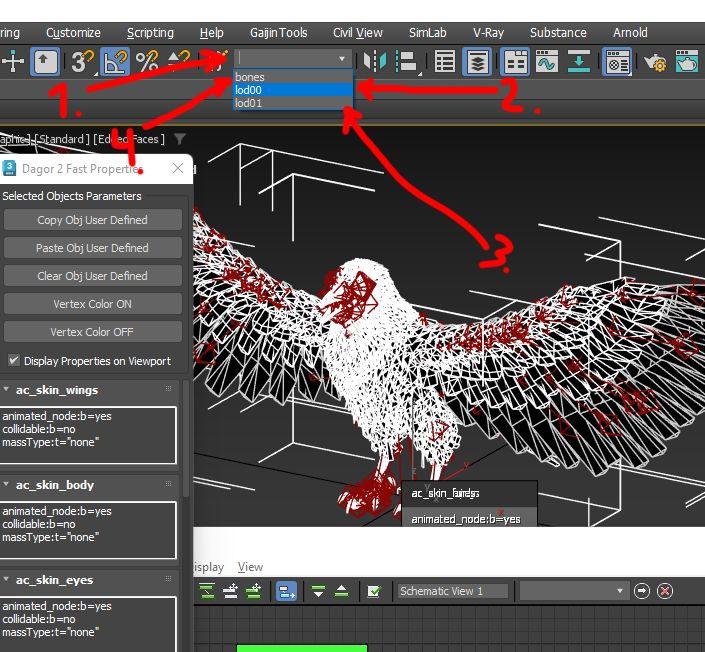 ring Customize Scripting Help GaijinTools Civil View SimLab V-Ray Substance Arnold
3
%
bones
lod00
lod01
1.
2.
4.
3.
aphic] [Standard ] [Edged Faces ]
3 Dagor 2 Fast Properties
Selected Objects Parameters
Copy Obj User Defined
Paste Obj User Defined
Clear Obj User Defined
Vertex Color ON
Vertex Color OFF
Display Properties on Viewport
ac_skin_wings
animated_node:b=yes
collidable:b=no
massType:t="none"
ac_skin_body
animated_node:b=yes
collidable:b=no
massType:t="none"
ac_skin_eyes
animated_node:b=yes
collidable:b=no
massType:t="none"
z
y
x
animated_node:b=yes
isplay View
Schematic View 1